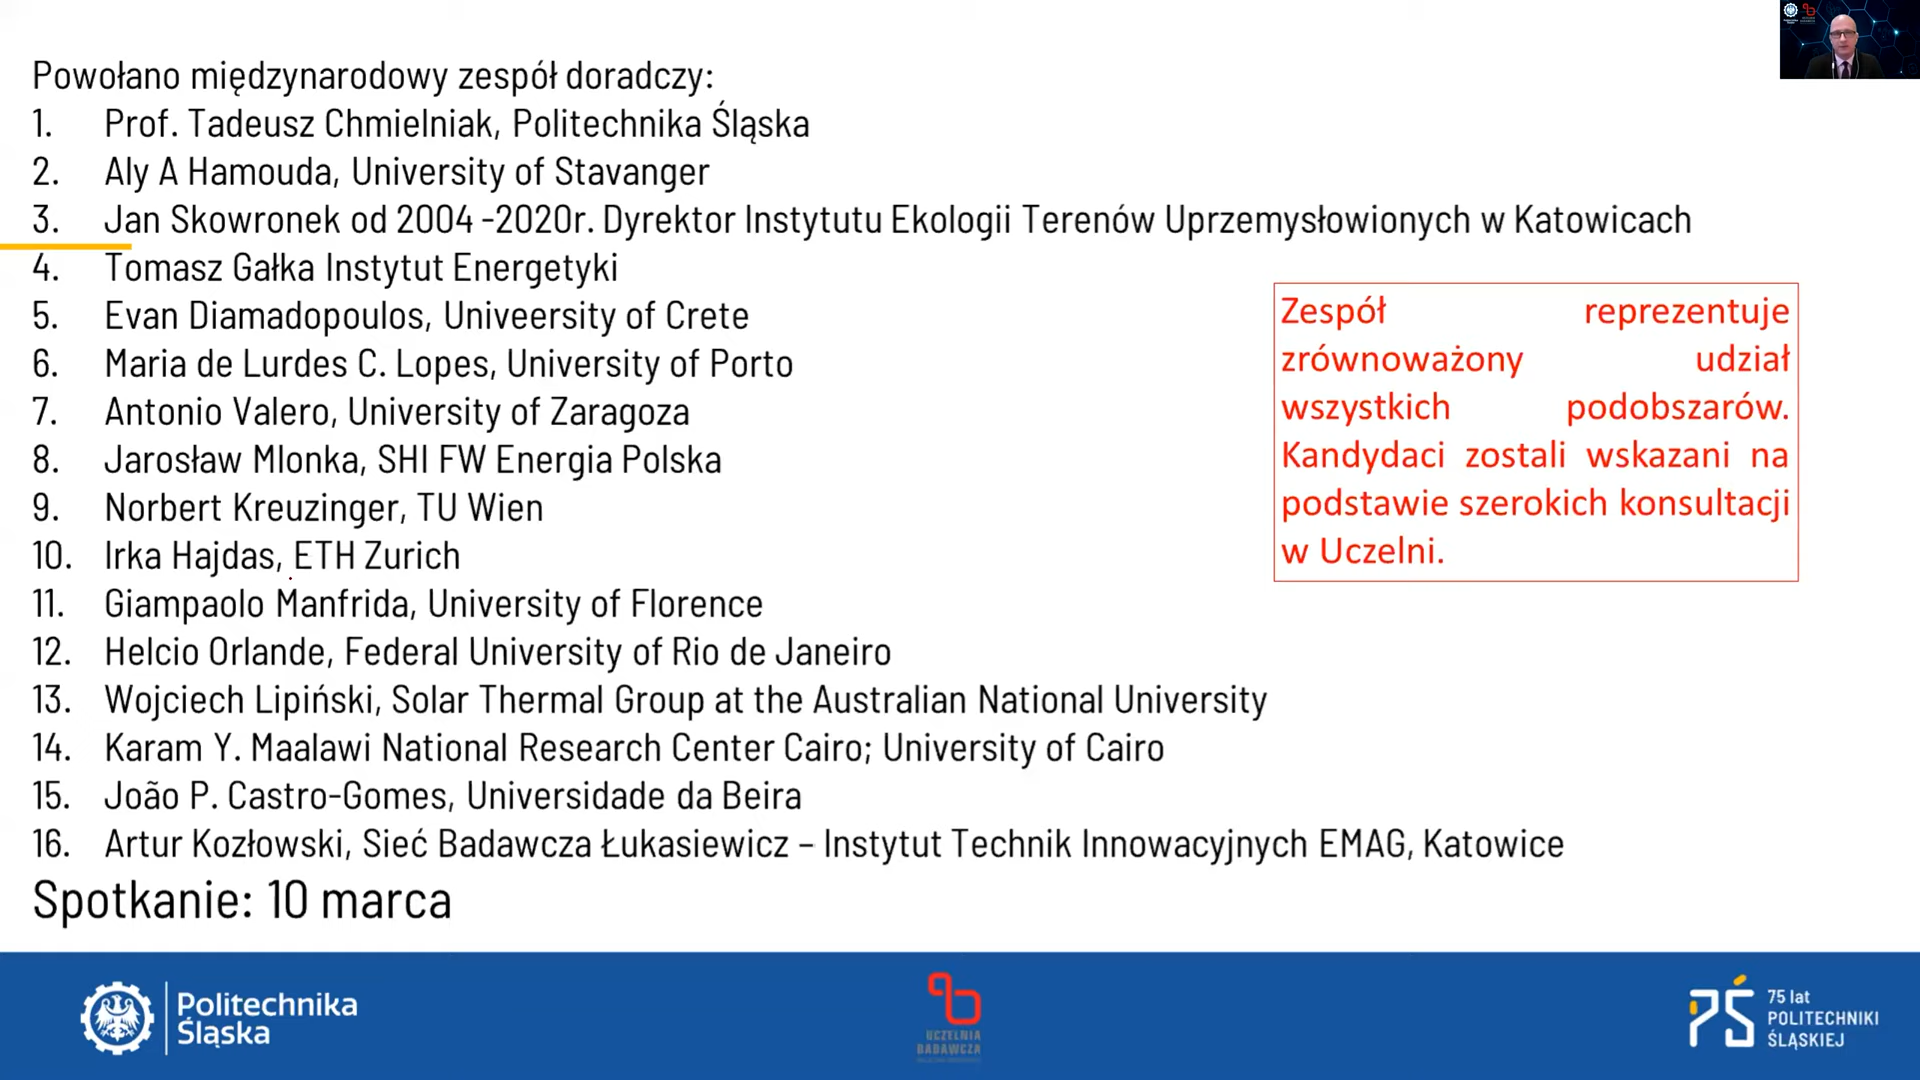 Powołano międzynarodowy zespół doradczy:
1. Prof. Tadeusz Chmielniak, Politechnika Śląska
2. Aly A Hamouda, University of Stavanger
3. Jan Skowronek od 2004 -2020r. Dyrektor Instytutu Ekologii Terenów Uprzemysłowionych w Katowicach
4. Tomasz Gałka Instytut Energetyki
5. Evan Diamadopoulos, Univeersity of Crete
6. Maria de Lurdes C. Lopes, University of Porto
7. Antonio Valero, University of Zaragoza
8. Jarosław Mlonka, SHI FW Energia Polska
9. Norbert Kreuzinger, TU Wien
10. Irka Hajdas, ETH Zurich
11. Giampaolo Manfrida, University of Florence
12. Helcio Orlande, Federal University of Rio de Janeiro
13. Wojciech Lipiński, Solar Thermal Group at the Australian National University
14. Karam Y. Maalawi National Research Center Cairo; University of Cairo
15. João P. Castro-Gomes, Universidade da Beira
16. Artur Kozłowski, Sieć Badawcza Łukasiewicz – Instytut Technik Innowacyjnych EMAG, Katowice
Spotkanie: 10 marca
Zespół reprezentuje
zrównoważony udział
wszystkich podobszarów.
Kandydaci zostali wskazani na
podstawie szerokich konsultacji
w Uczelni.
Politechnika
Śląska
UCZELNIA
BADAWCZA
75 lat
POLITECHNIKI
ŚLĄSKIEJ